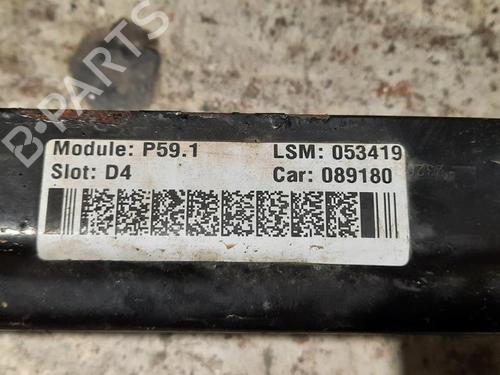 B-PARTS
Module: P59.1 LSM: 053419
Slot: D4 Car: 089180